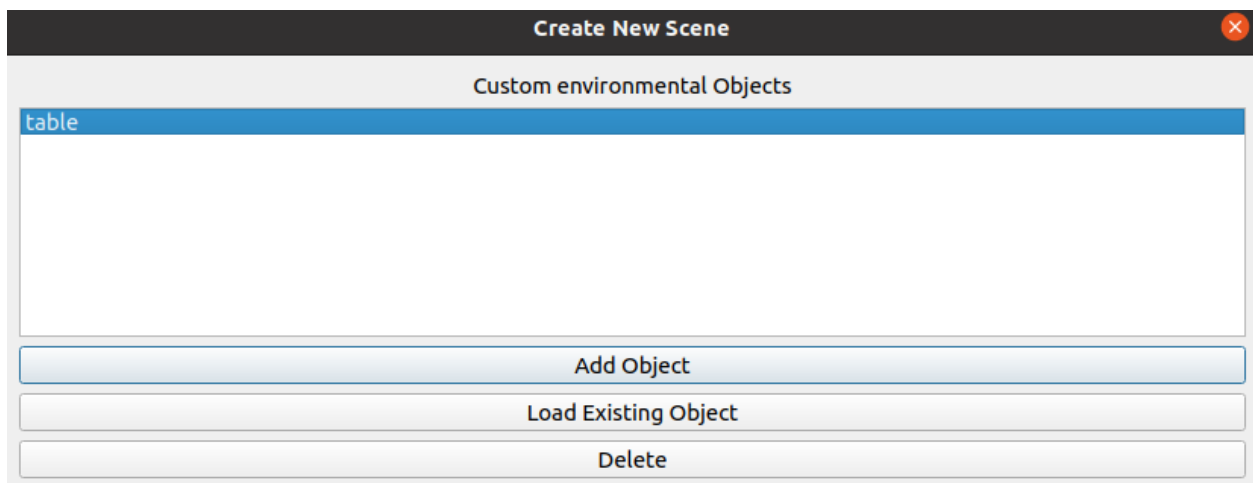 Create New Scene
Custom environmental Objects
table
Add Object
Load Existing Object
Delete